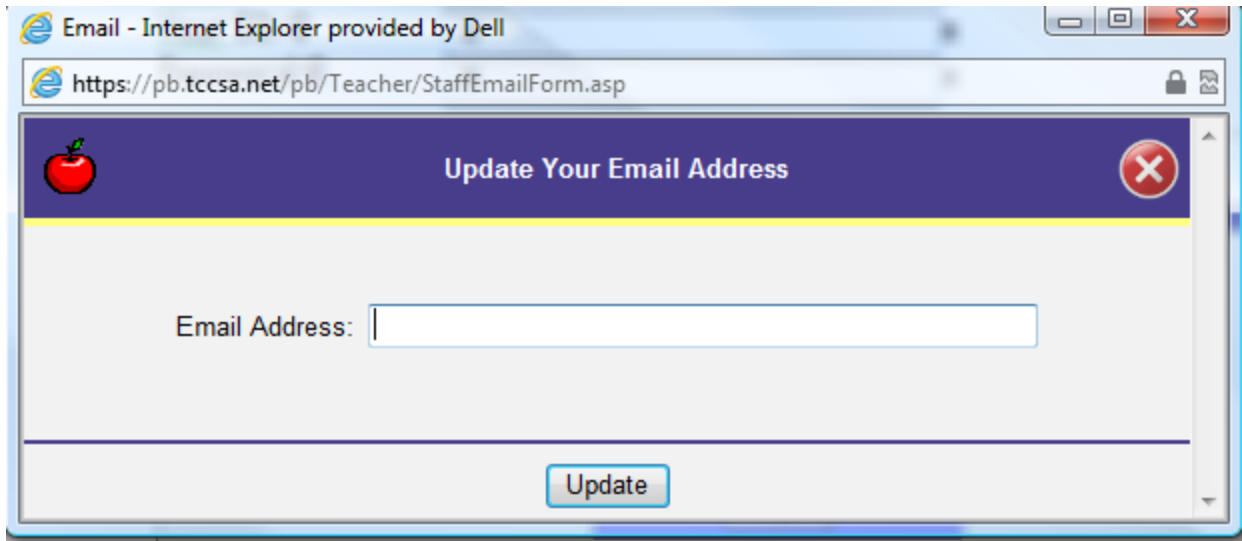 Email - Internet Explorer provided by Dell
https://pb.tccsa.net/pb/Teacher/StaffEmailForm.asp
Update Your Email Address
Email Address:
Update